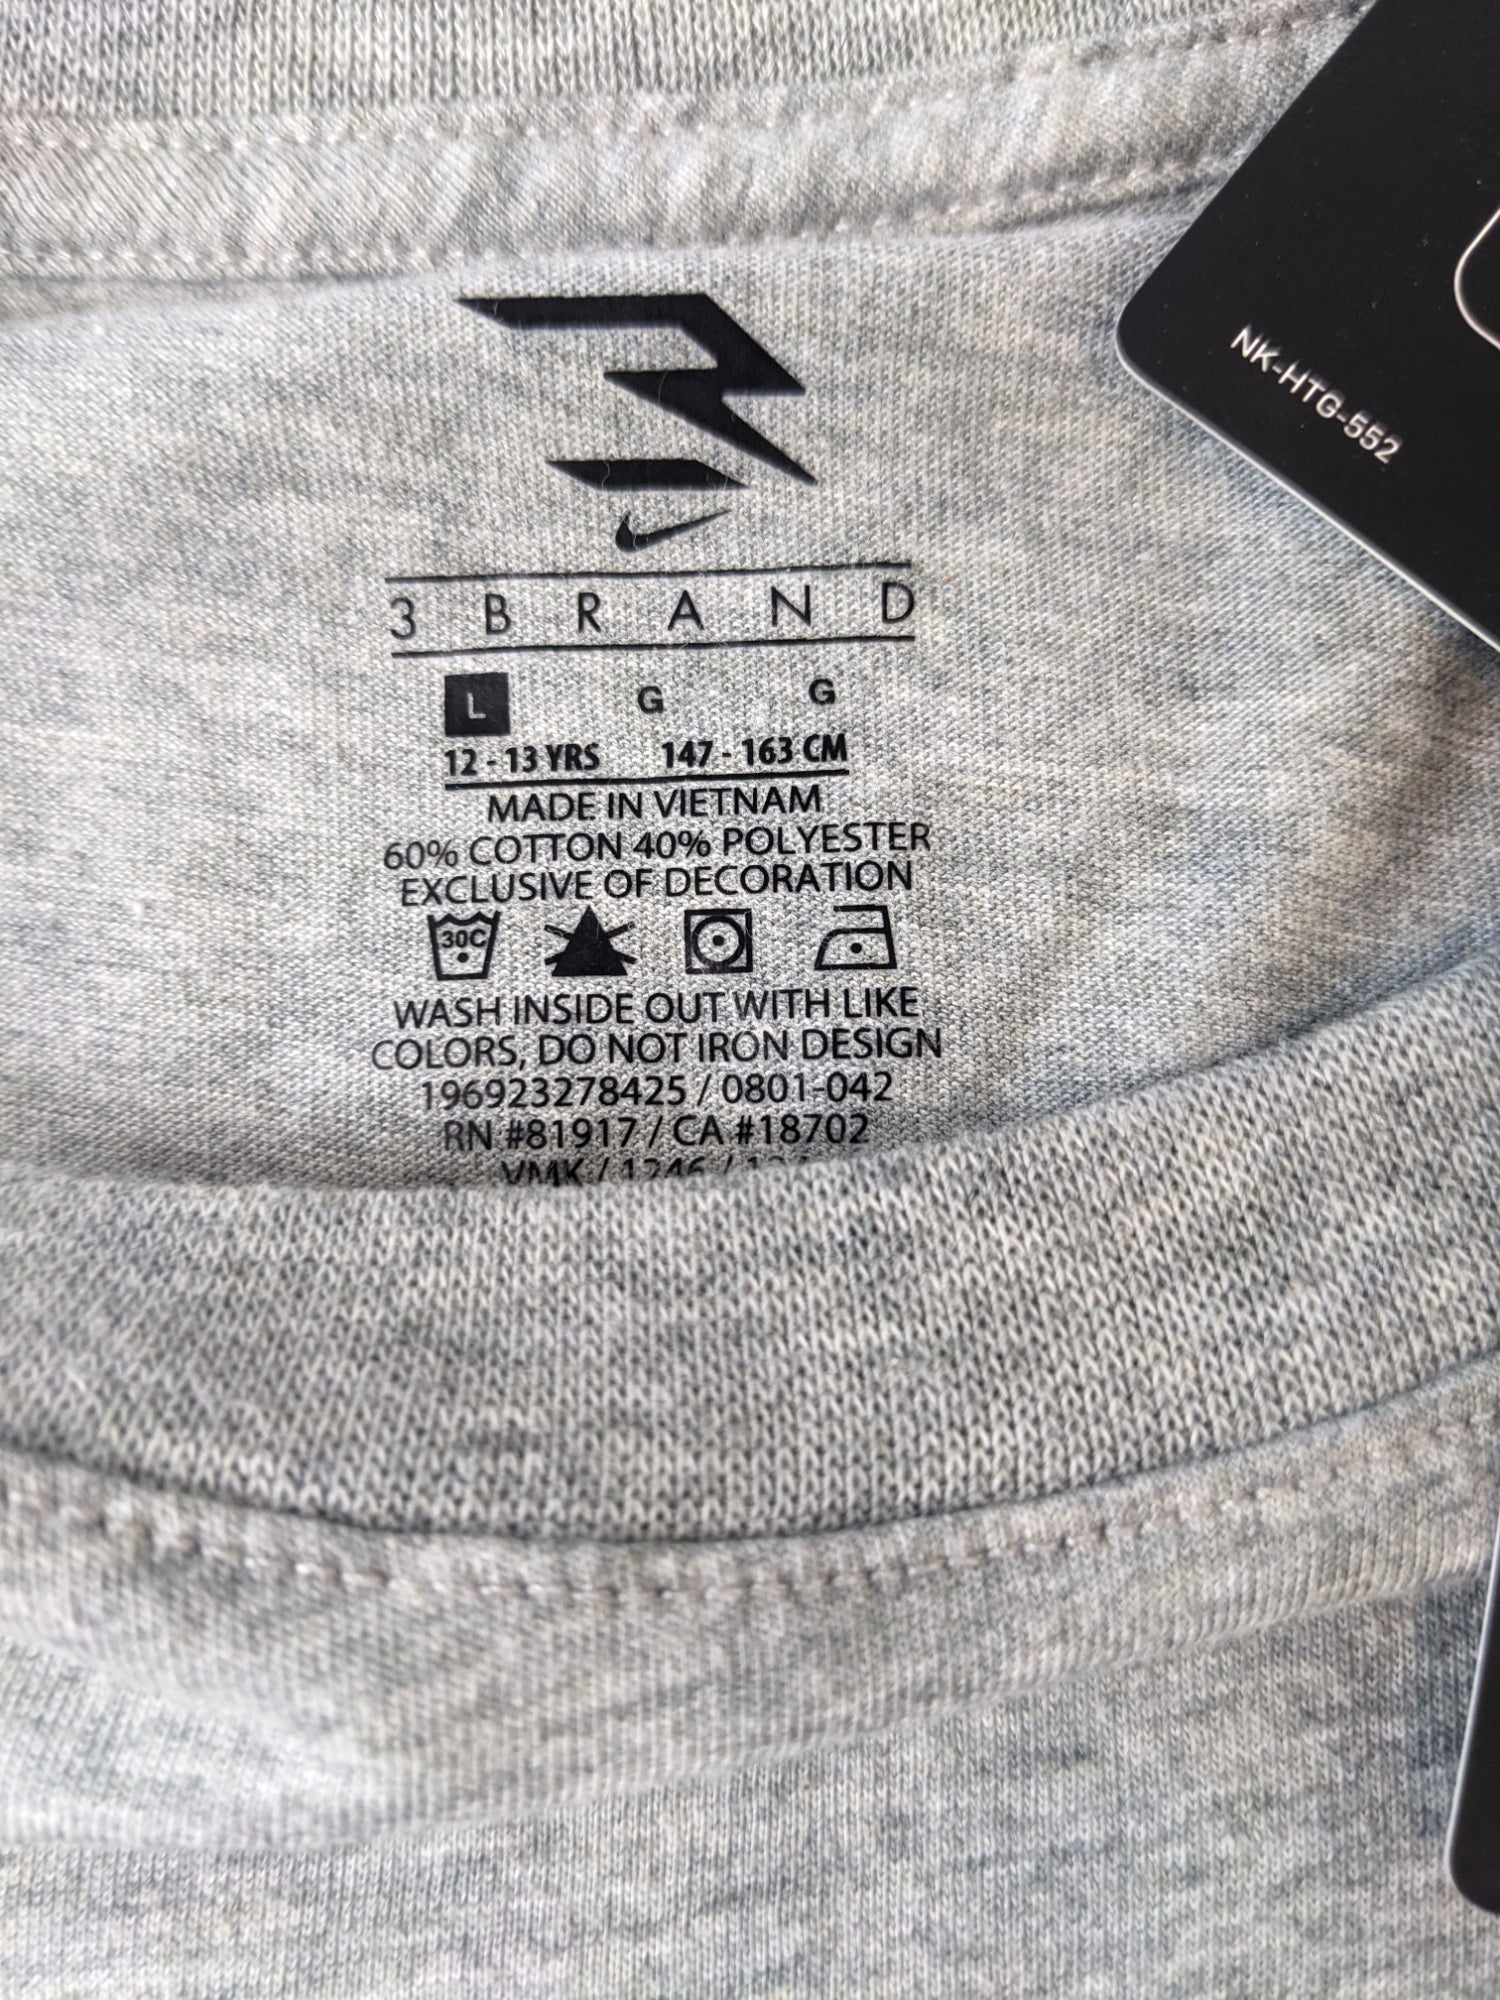 NK-HTG-552
3 BRAND
L G G
12 - 13 YRS 147 - 163 CM
MADE IN VIETNAM
60% COTTON 40% POLYESTER
EXCLUSIVE OF DECORATION
30C
WASH INSIDE OUT WITH LIKE
COLORS, DO NOT IRON DESIGN
196923278425 / 0801-042
RN #81917 / CA #18702
VMK / 1246 /